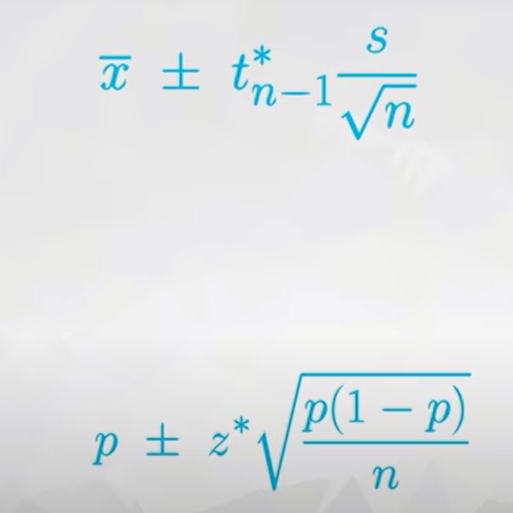 x̄ ± t*ₙ₋₁ s/√n
p ± z* √(p(1 − p)/n)